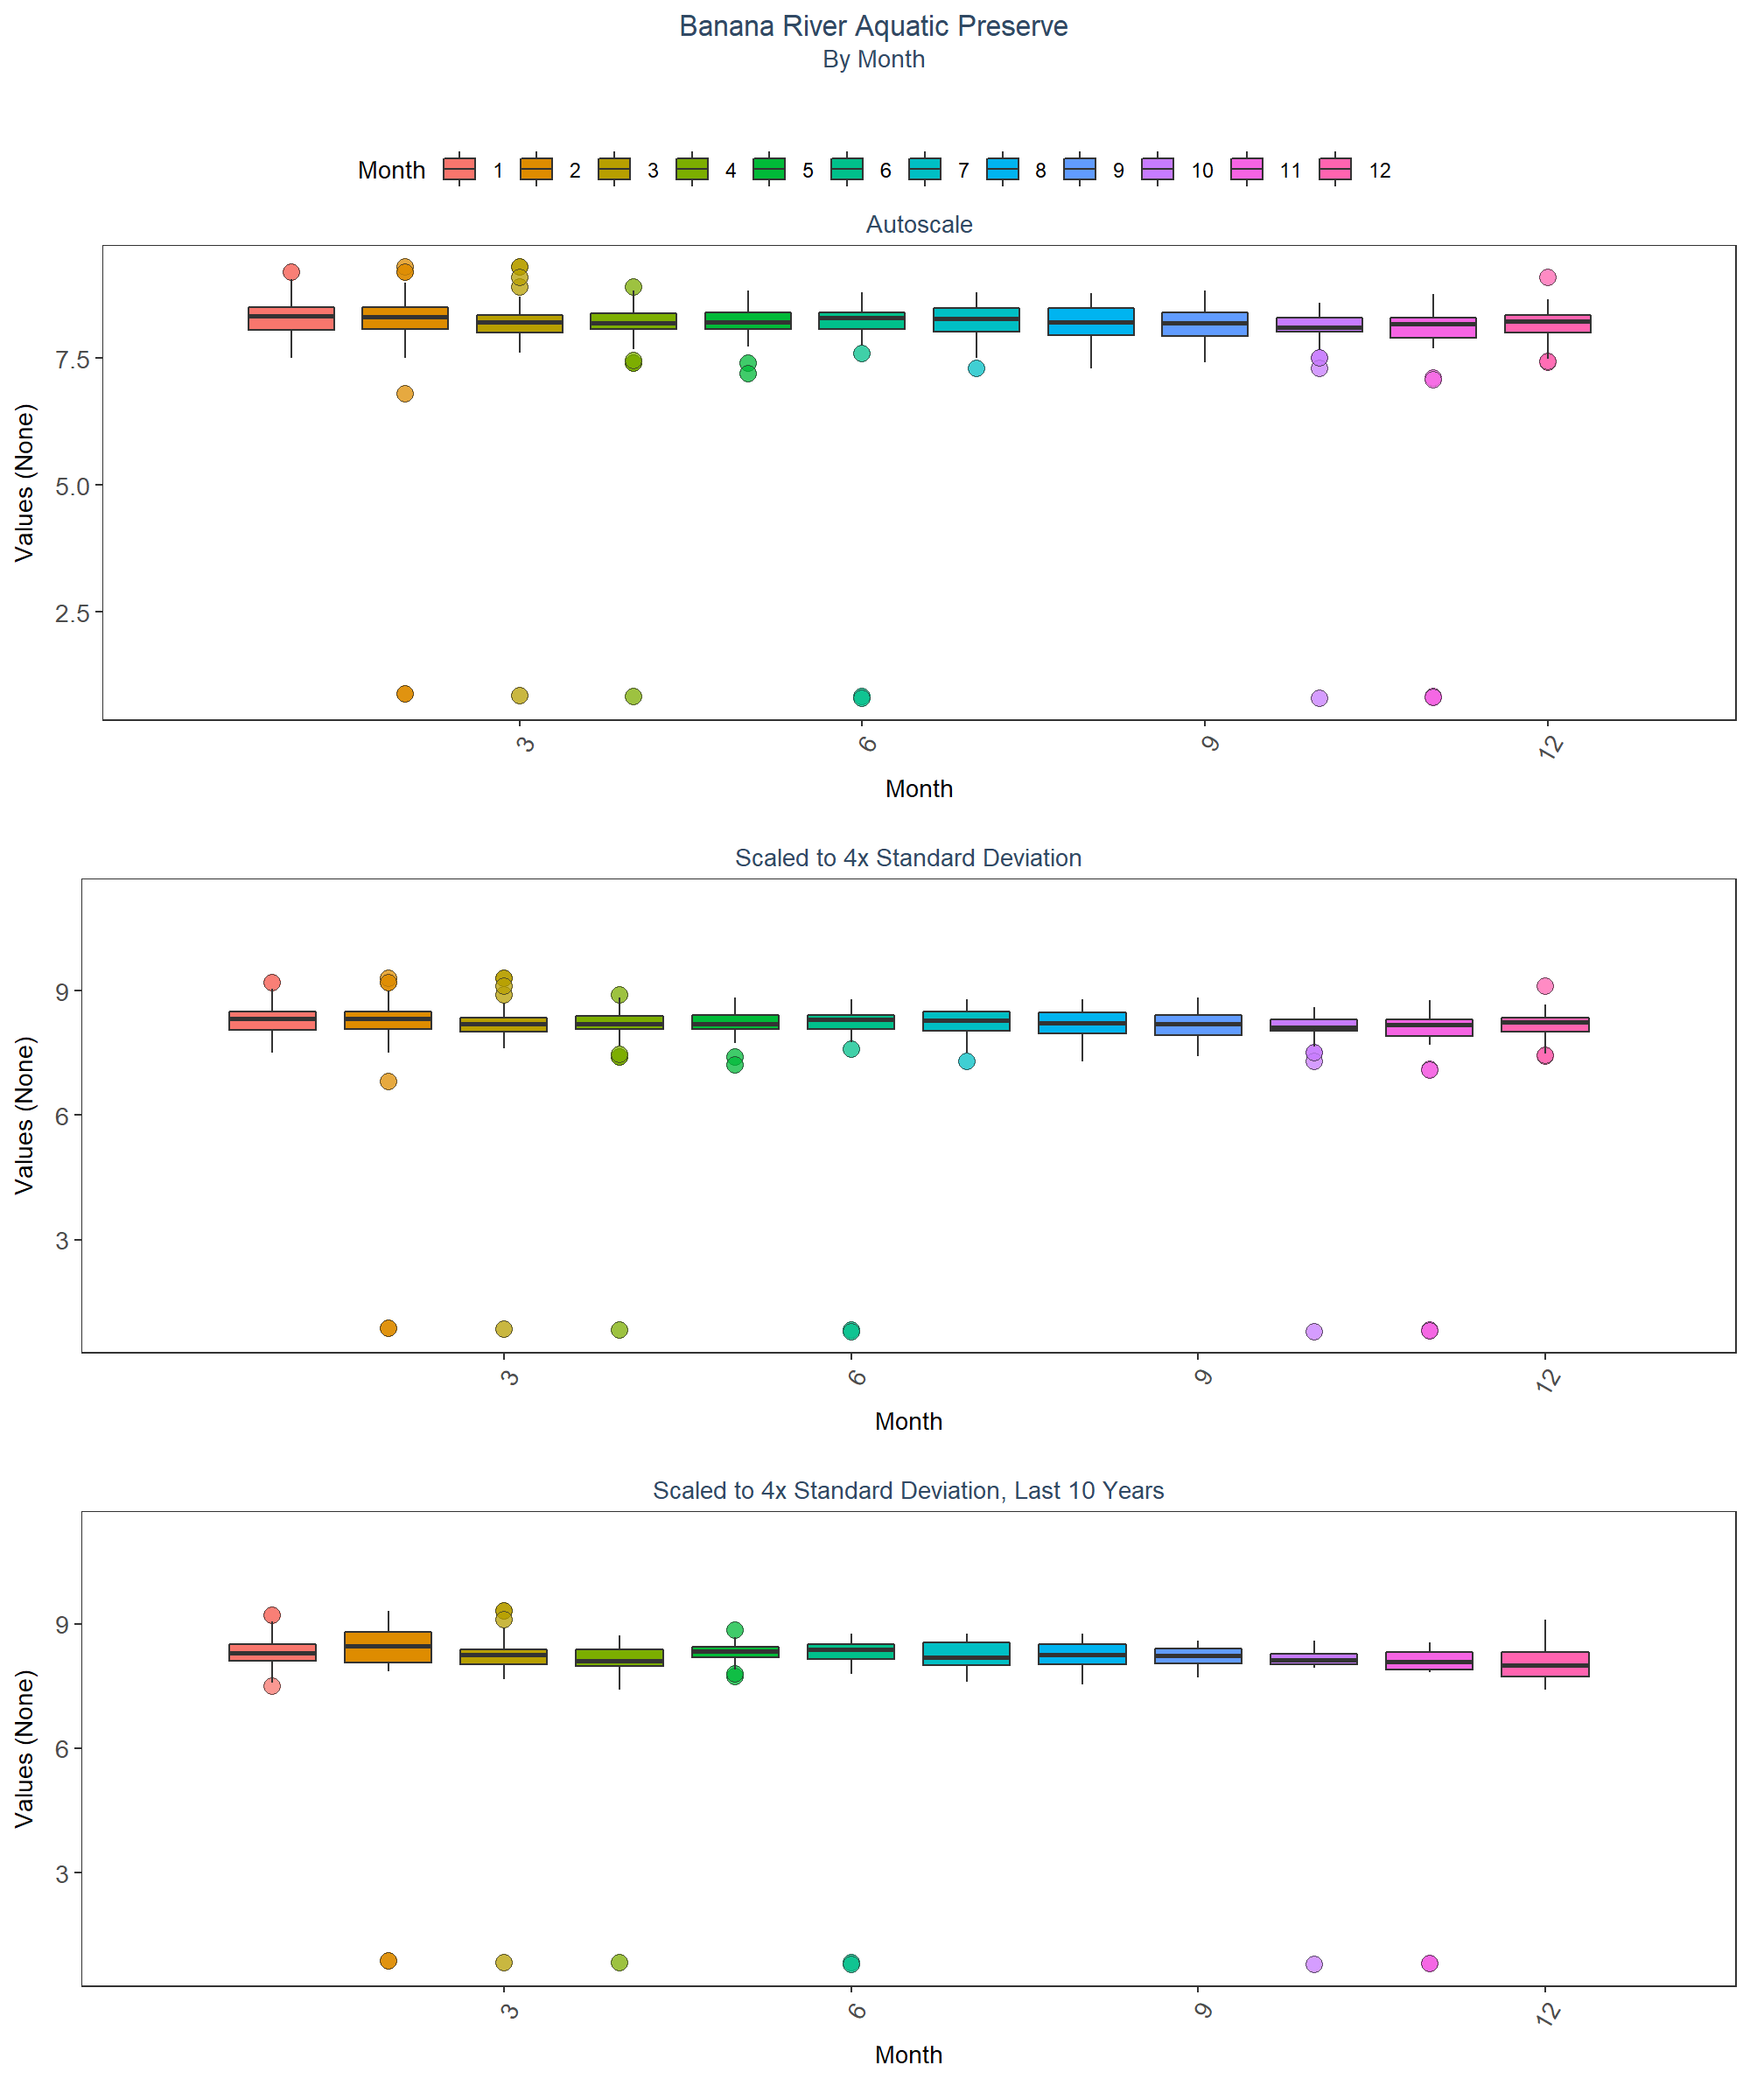 Banana River Aquatic Preserve
By Month
Month 1 2 3 4 5 6 7 8 9 10 11 12
Autoscale
Values (None)
7.5
5.0
2.5
3 6 9 12
Month
Scaled to 4x Standard Deviation
Values (None)
9
6
3
3 6 9 12
Month
Scaled to 4x Standard Deviation, Last 10 Years
Values (None)
9
6
3
3 6 9 12
Month